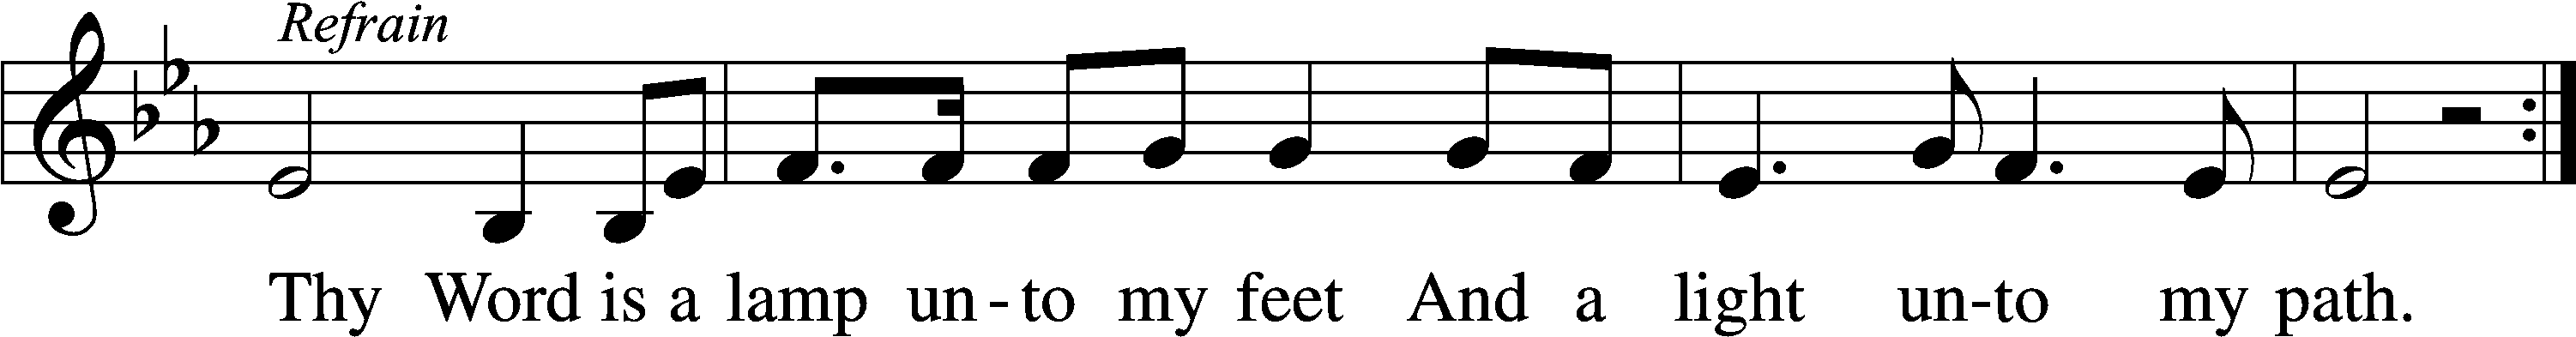 Refrain
Thy Word is a lamp un-to my feet And a light un-to my path.